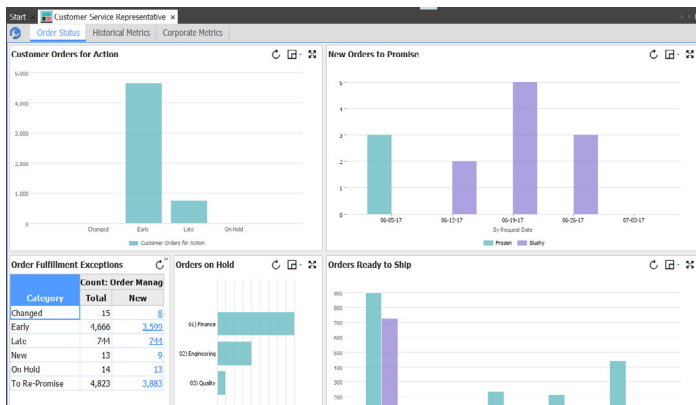 Start
Customer Service Representative
Order Status Historical Metrics Corporate Metrics
Customer Orders for Action
5,000
4,000
3,000
2,000
1,000
0
Changed Early Late On Hold
Customer Orders for Action
New Orders to Promise
5
4
3
2
1
0
06-05-17 06-12-17 06-19-17 06-26-17 07-03-17
By Request Date
Frozen Slushy
Order Fulfillment Exceptions
Count: Order Manag
Category Total New
Changed 15 8
Early 4,666 3,599
Late 744 744
New 13 9
On Hold 14 13
To Re-Promise 4,823 3,883
Orders on Hold
01) Finance
02) Engineering
03) Quality
Orders Ready to Ship
900
800
700
600
500
400
300
200